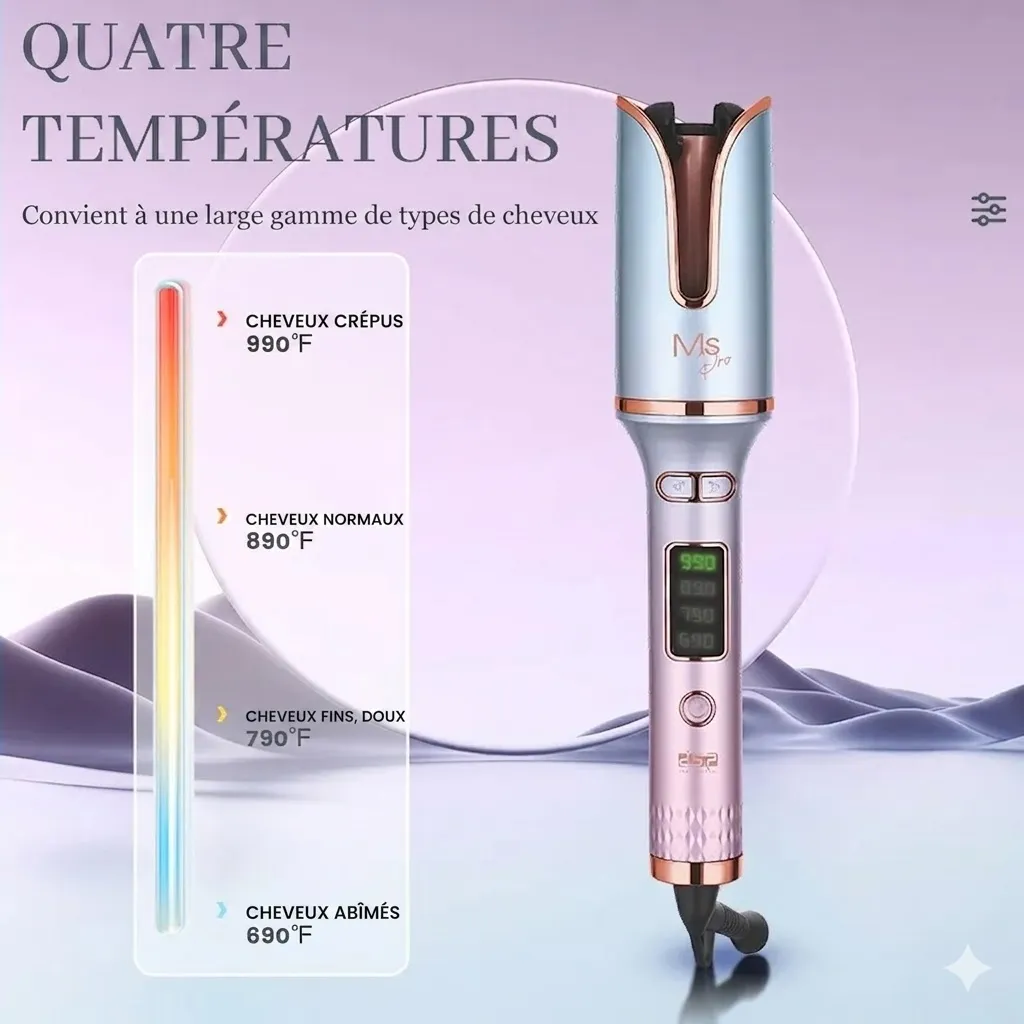 QUATRE
TEMPÉRATURES
Convient à une large gamme de types de cheveux
CHEVEUX CRÉPUS
990°F
CHEVEUX NORMAUX
890°F
CHEVEUX FINS, DOUX
790°F
CHEVEUX ABÎMÉS
690°F
Ms
Pro
990
890
790
690